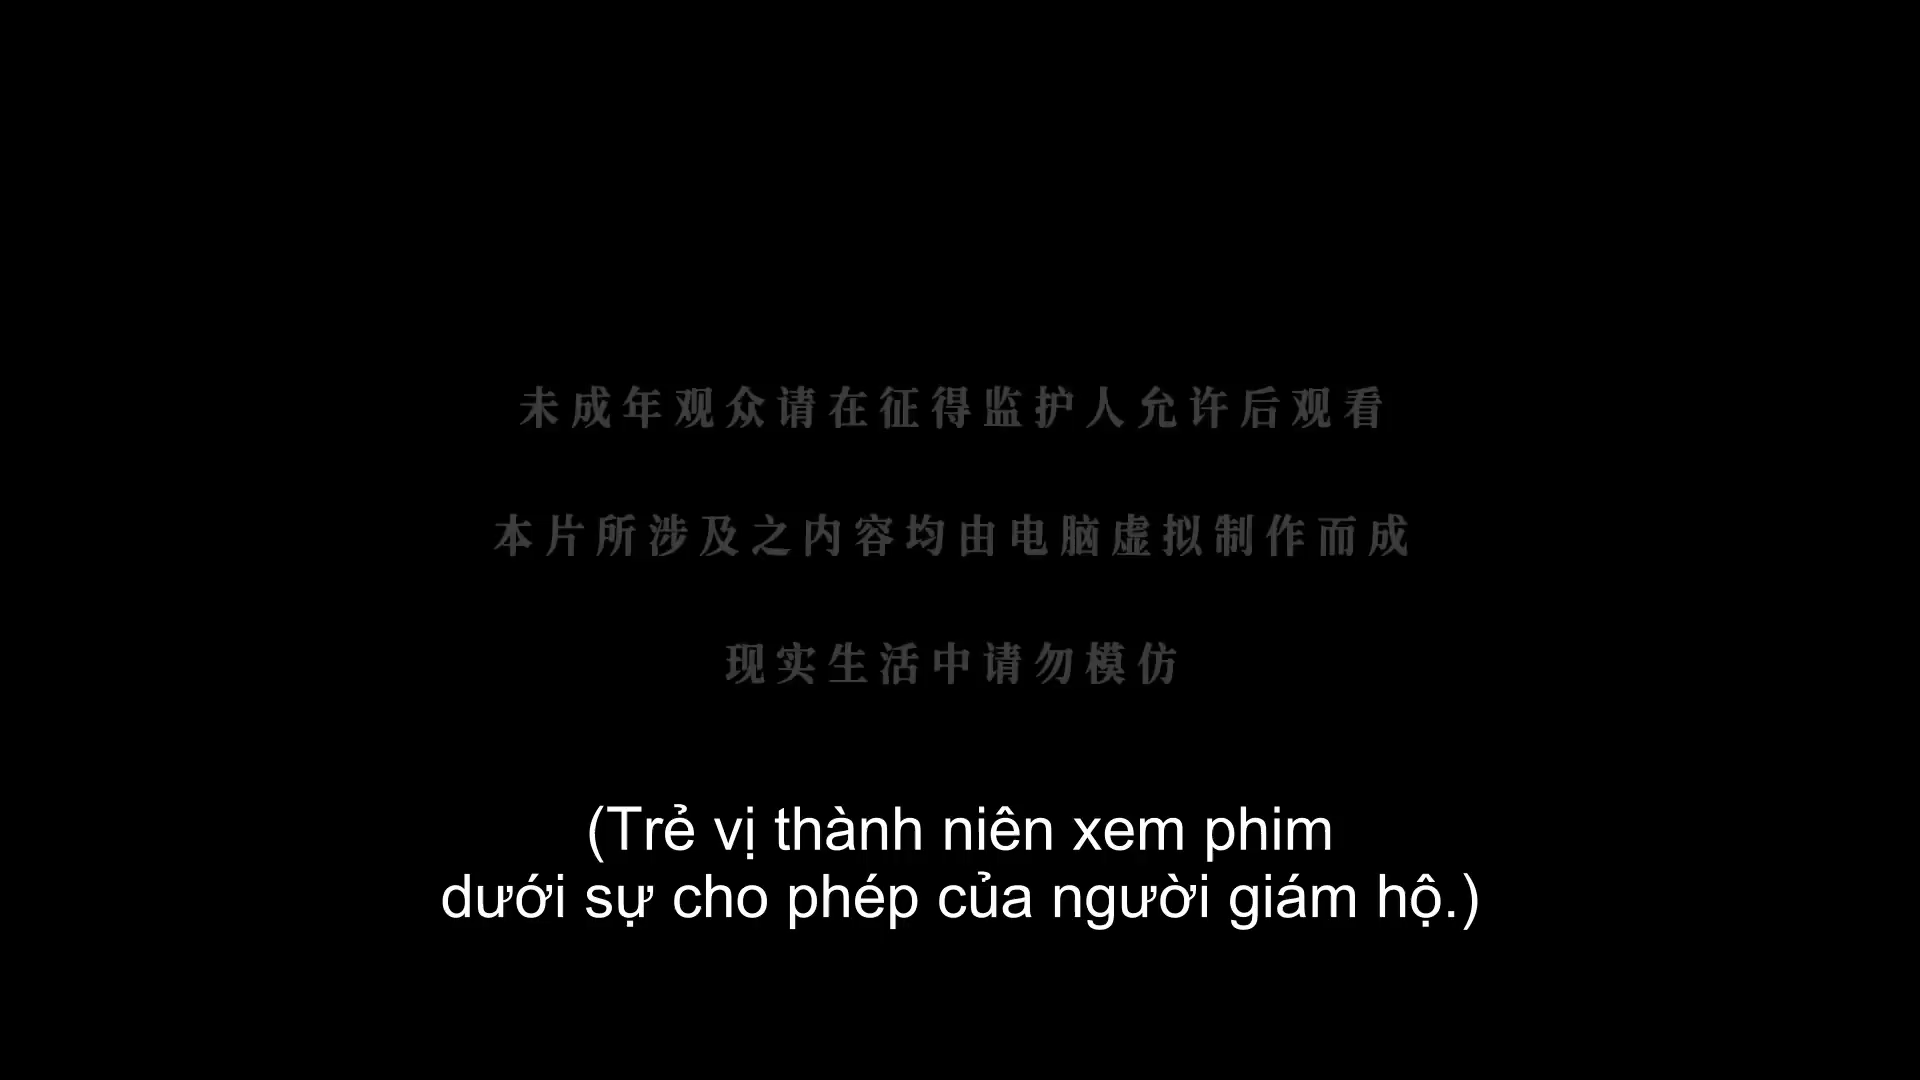 未成年观众请在征得监护人允许后观看
本片所涉及之内容均由电脑虚拟制作而成
现实生活中请勿模仿
(Trẻ vị thành niên xem phim
dưới sự cho phép của người giám hộ.)